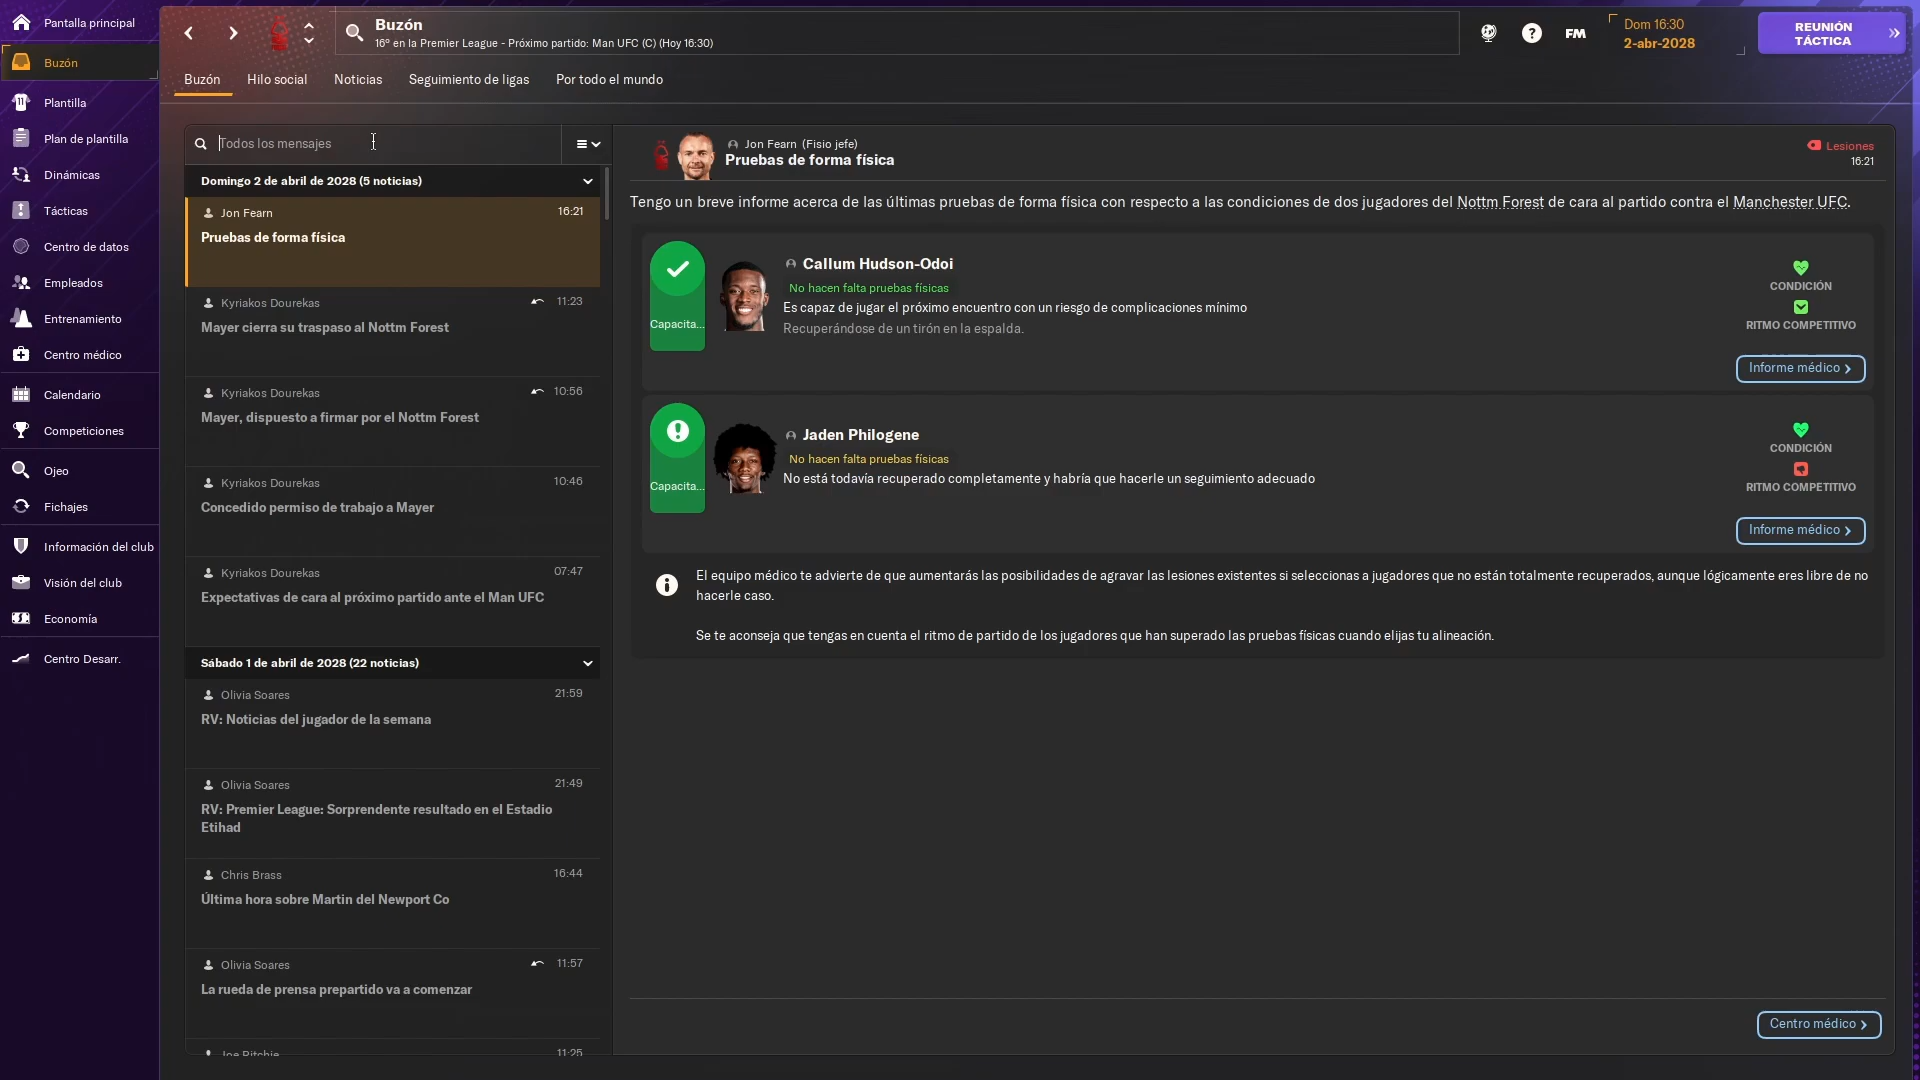 Pantalla principal
Buzón
Plantilla
Plan de plantilla
Dinámicas
Tácticas
Centro de datos
Empleados
Entrenamiento
Centro médico
Calendario
Competiciones
Ojeo
Fichajes
Información del club
Visión del club
Economía
Centro Desarr.
Buzón
16º en la Premier League - Próximo partido: Man UFC (C) (Hoy 16:30)
FM
Dom 16:30
2-abr-2028
REUNIÓN
TÁCTICA
Buzón Hilo social Noticias Seguimiento de ligas Por todo el mundo
Todos los mensajes
Domingo 2 de abril de 2028 (5 noticias)
Jon Fearn 16:21
Pruebas de forma física
Kyriakos Dourekas 11:23
Mayer cierra su traspaso al Nottm Forest
Kyriakos Dourekas 10:56
Mayer, dispuesto a firmar por el Nottm Forest
Kyriakos Dourekas 10:46
Concedido permiso de trabajo a Mayer
Kyriakos Dourekas 07:47
Expectativas de cara al próximo partido ante el Man UFC
Sábado 1 de abril de 2028 (22 noticias)
Olivia Soares 21:59
RV: Noticias del jugador de la semana
Olivia Soares 21:49
RV: Premier League: Sorprendente resultado en el Estadio
Etihad
Chris Brass 16:44
Última hora sobre Martin del Newport Co
Olivia Soares 11:57
La rueda de prensa prepartido va a comenzar
Joe Ritchie 11:25
Jon Fearn (Fisio jefe)
Pruebas de forma física
Lesiones
16:21
Tengo un breve informe acerca de las últimas pruebas de forma física con respecto a las condiciones de dos jugadores del Nottm Forest de cara al partido contra el Manchester UFC.
Capacita...
Callum Hudson-Odoi
No hacen falta pruebas físicas
Es capaz de jugar el próximo encuentro con un riesgo de complicaciones mínimo
Recuperándose de un tirón en la espalda.
CONDICIÓN
RITMO COMPETITIVO
Informe médico
Capacita...
Jaden Philogene
No hacen falta pruebas físicas
No está todavía recuperado completamente y habría que hacerle un seguimiento adecuado
CONDICIÓN
RITMO COMPETITIVO
Informe médico
El equipo médico te advierte de que aumentarás las posibilidades de agravar las lesiones existentes si seleccionas a jugadores que no están totalmente recuperados, aunque lógicamente eres libre de no
hacerle caso.
Se te aconseja que tengas en cuenta el ritmo de partido de los jugadores que han superado las pruebas físicas cuando elijas tu alineación.
Centro médico